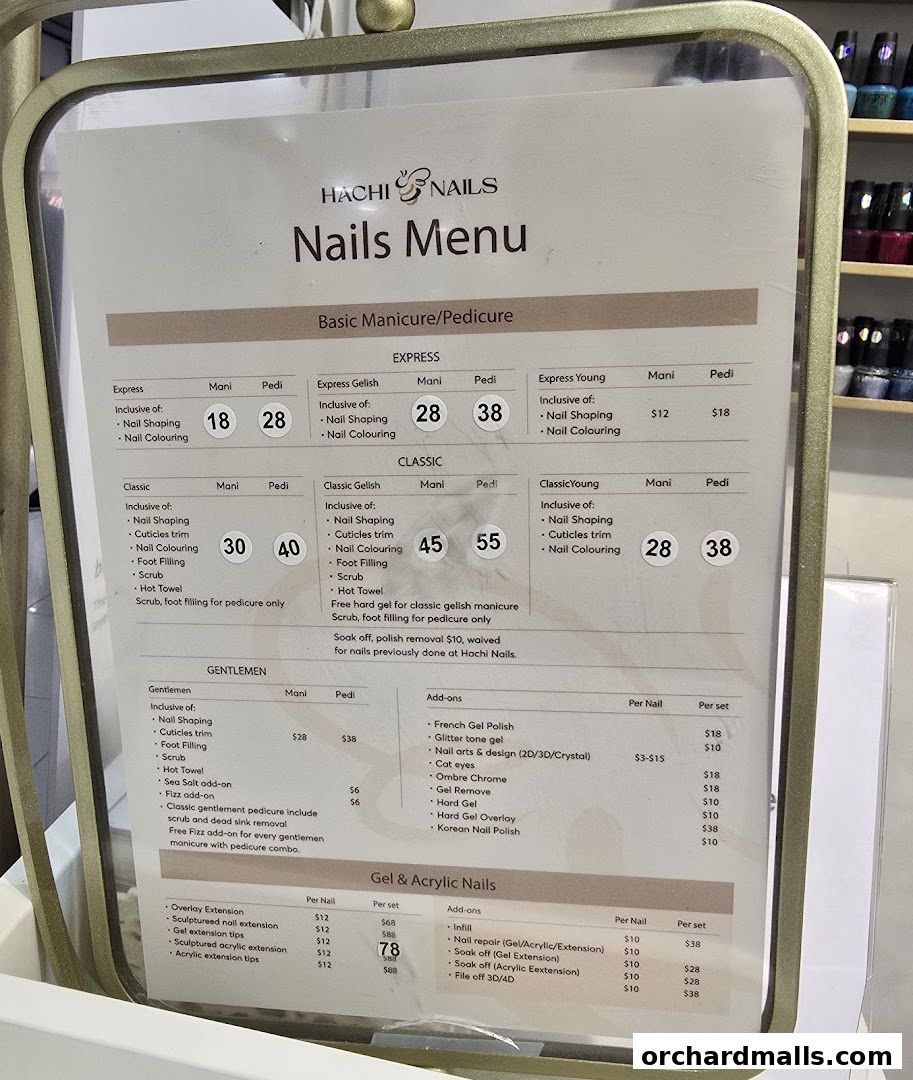 HACHI NAILS
Nails Menu
Basic Manicure/Pedicure
EXPRESS
Express Mani Pedi
Inclusive of:
• Nail Shaping 18 28
• Nail Colouring
Express Gelish Mani Pedi
Inclusive of:
• Nail Shaping 28 38
• Nail Colouring
Express Young Mani Pedi
Inclusive of:
• Nail Shaping $12 $18
• Nail Colouring
CLASSIC
Classic Mani Pedi
Inclusive of:
• Nail Shaping
• Cuticles trim
• Nail Colouring 30 40
• Foot Filling
• Scrub
• Hot Towel
Scrub, foot filling for pedicure only
Classic Gelish Mani Pedi
Inclusive of:
• Nail Shaping
• Cuticles trim
• Nail Colouring 45 55
• Foot Filling
• Scrub
• Hot Towel
Free hard gel for classic gelish manicure
Scrub, foot filling for pedicure only
ClassicYoung Mani Pedi
Inclusive of:
• Nail Shaping
• Cuticles trim
• Nail Colouring 28 38
Soak off, polish removal $10, waived
for nails previously done at Hachi Nails.
GENTLEMEN
Gentlemen Mani Pedi
Inclusive of:
• Nail Shaping
• Cuticles trim $28 $38
• Foot Filling
• Scrub
• Hot Towel
• Sea Salt add-on $6
• Fizz add-on $6
• Classic gentlement pedicure include
scrub and dead sink removal
Free Fizz add-on for every gentlemen
manicure with pedicure combo.
Add-ons Per Nail Per set
• French Gel Polish $18
• Glitter tone gel $10
• Nail arts & design (2D/3D/Crystal) $3-$15
• Cat eyes $18
• Ombre Chrome $18
• Gel Remove $10
• Hard Gel $10
• Hard Gel Overlay $38
• Korean Nail Polish $10
Gel & Acrylic Nails
Per Nail Per set
• Overlay Extension $12 $68
• Sculptureed nail extension $12 $88
• Gel extension tips $12 78
• Sculptured acrylic extension $12 $88
• Acrylic extension tips $12 $88
Add-ons Per Nail Per set
• Infill $38
• Nail repair (Gel/Acrylic/Extension) $10
• Soak off (Gel Extension) $10 $28
• Soak off (Acrylic Eextension) $10 $28
• File off 3D/4D $10 $38
orchardmalls.com